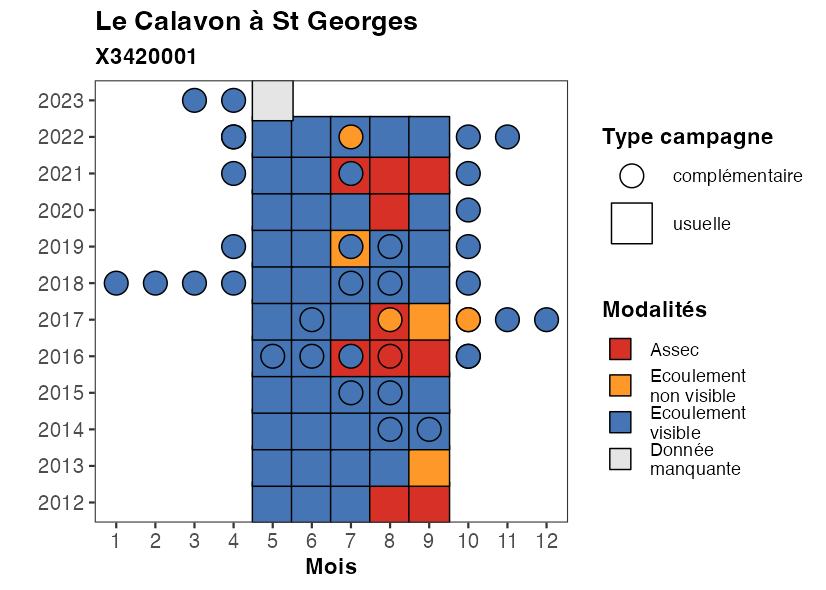 Le Calavon à St Georges
X3420001
2023
2022
2021
2020
2019
2018
2017
2016
2015
2014
2013
2012
1 2 3 4 5 6 7 8 9 10 11 12
Mois
Type campagne
complémentaire
usuelle
Modalités
Assec
Ecoulement
non visible
Ecoulement
visible
Donnée
manquante